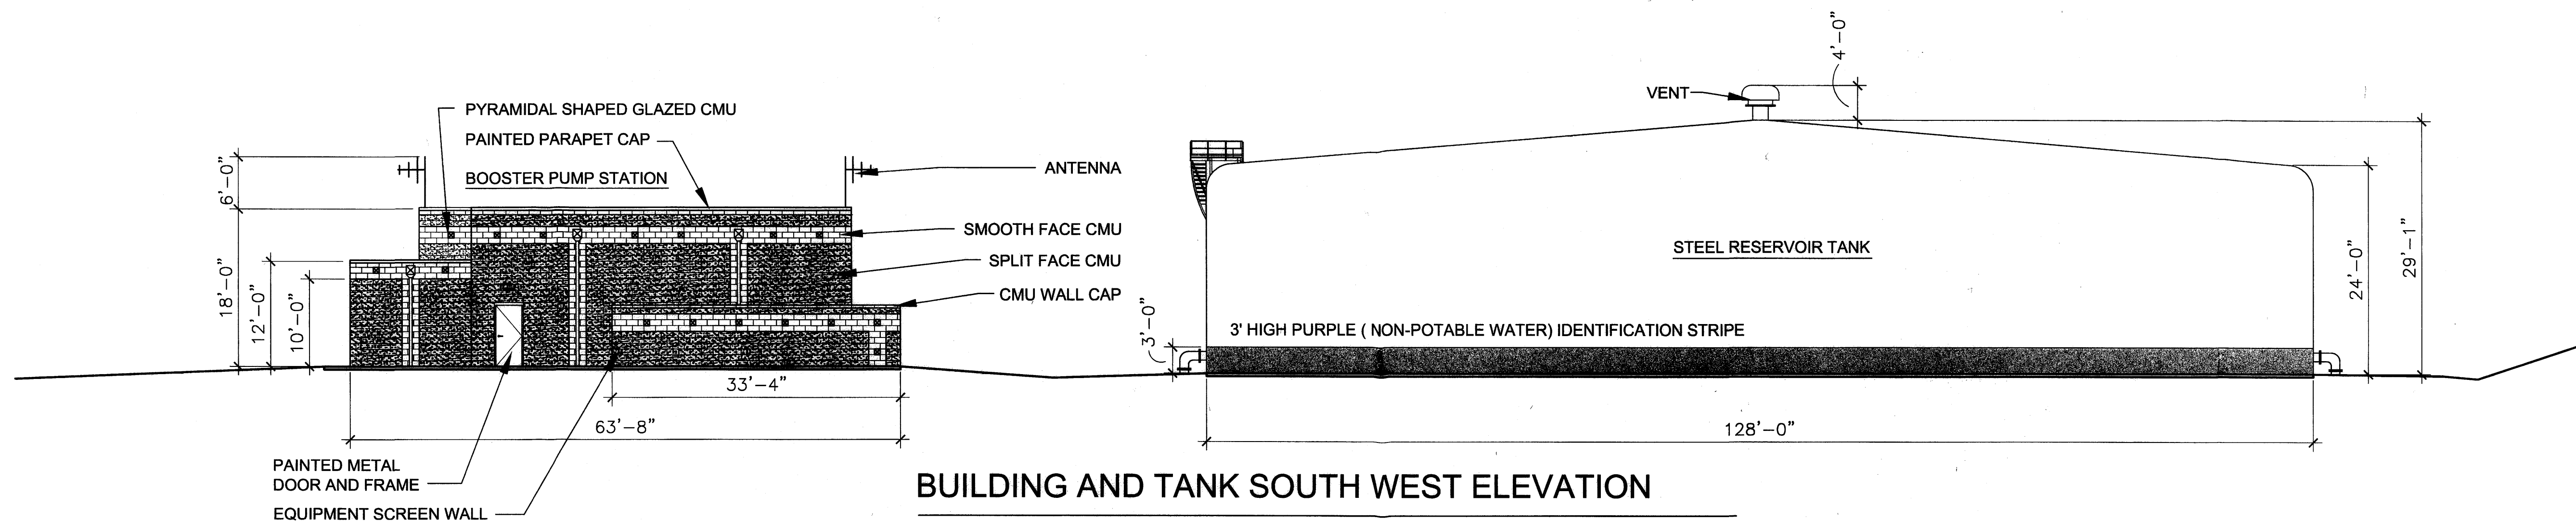 4'-0"
VENT
PYRAMIDAL SHAPED GLAZED CMU
PAINTED PARAPET CAP
BOOSTER PUMP STATION
ANTENNA
6'-0"
SMOOTH FACE CMU
SPLIT FACE CMU
CMU WALL CAP
18'-0"
12'-0"
10'-0"
33'-4"
63'-8"
PAINTED METAL
DOOR AND FRAME
EQUIPMENT SCREEN WALL
STEEL RESERVOIR TANK
3' HIGH PURPLE ( NON-POTABLE WATER) IDENTIFICATION STRIPE
3'-0"
24'-0"
29'-1"
128'-0"
BUILDING AND TANK SOUTH WEST ELEVATION